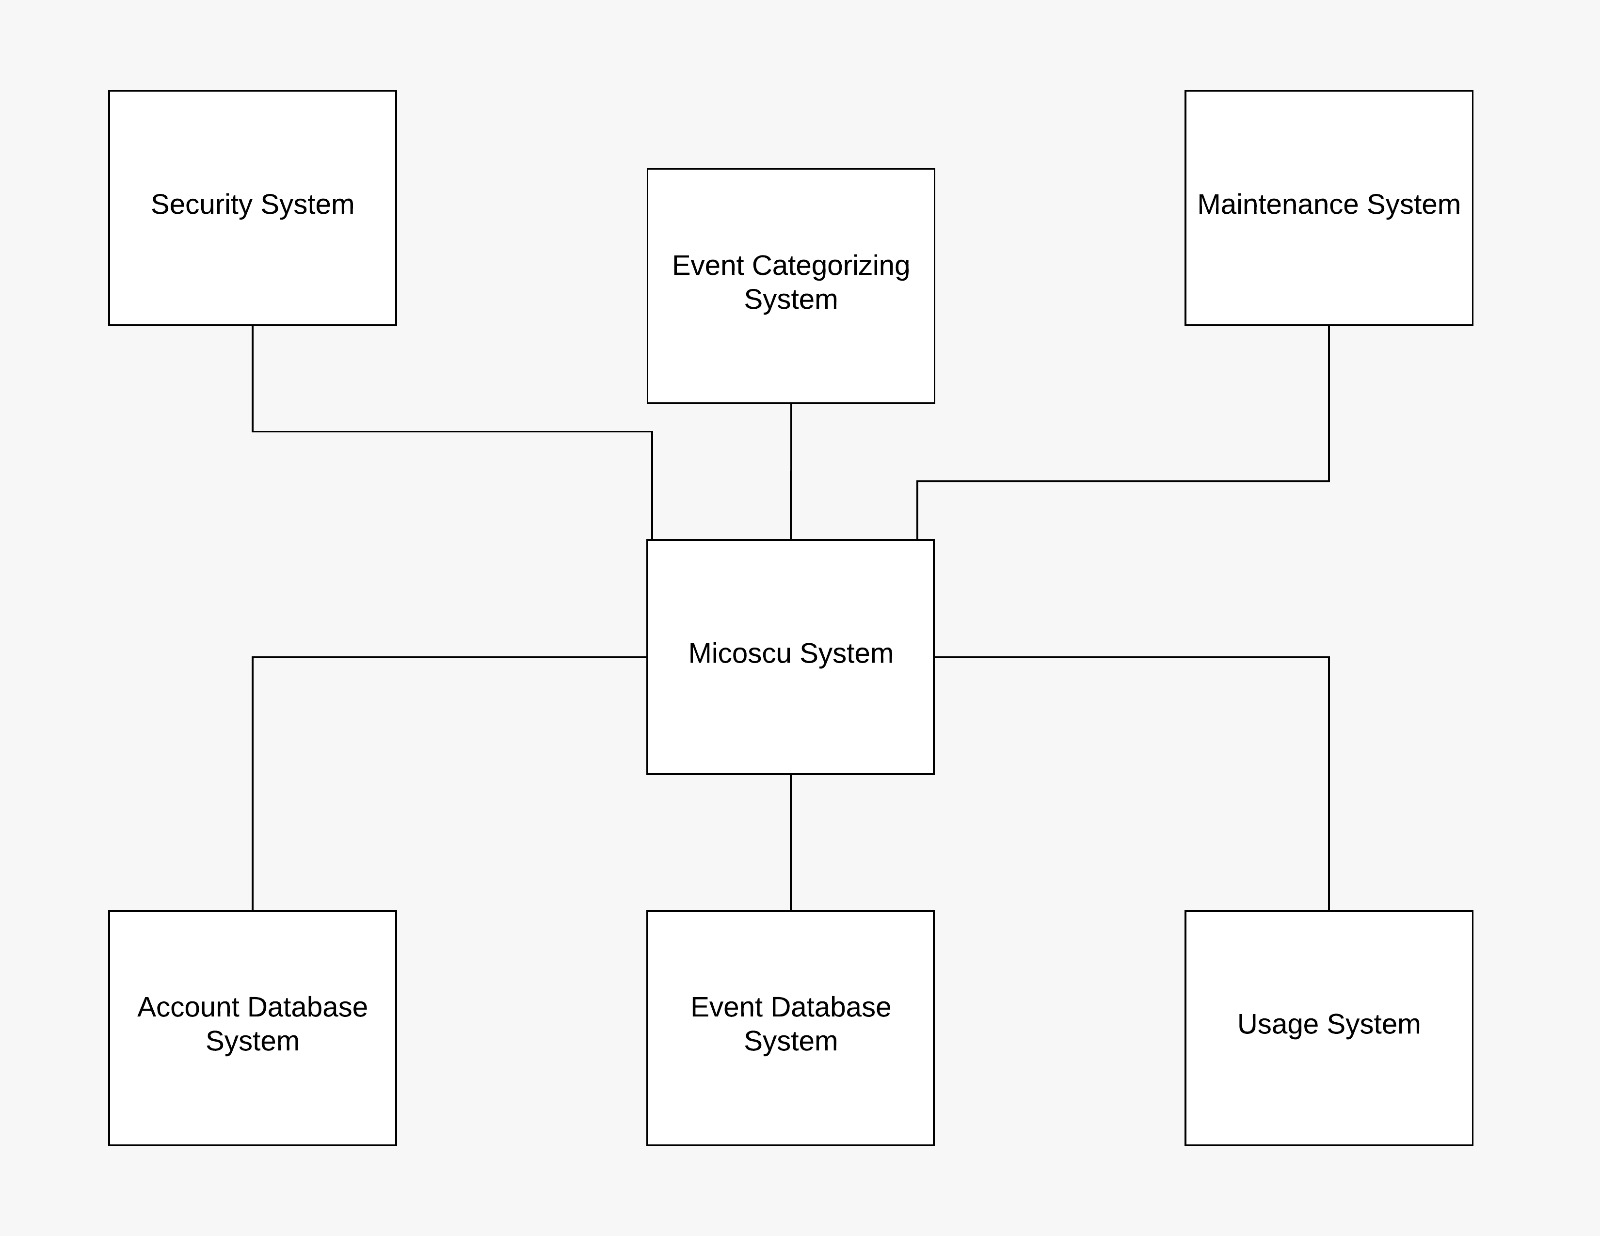 Security System
Event Categorizing
System
Maintenance System
Micoscu System
Account Database
System
Event Database
System
Usage System